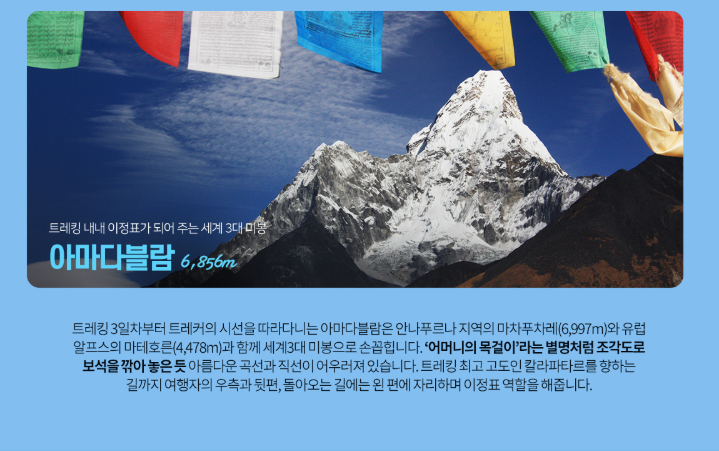 트레킹 내내 이정표가 되어 주는 세계 3대 미봉
아마다블람 6,856m
트레킹 3일차부터 트레커의 시선을 따라다니는 아마다블람은 안나푸르나 지역의 마차푸차레(6,997m)와 유럽
알프스의 마테호른(4,478m)과 함께 세계3대 미봉으로 손꼽힙니다. ‘어머니의 목걸이’라는 별명처럼 조각도로
보석을 깎아 놓은 듯 아름다운 곡선과 직선이 어우러져 있습니다. 트레킹 최고 고도인 칼라파타르를 향하는
길까지 여행자의 우측과 뒷편, 돌아오는 길에는 왼 편에 자리하며 이정표 역할을 해줍니다.